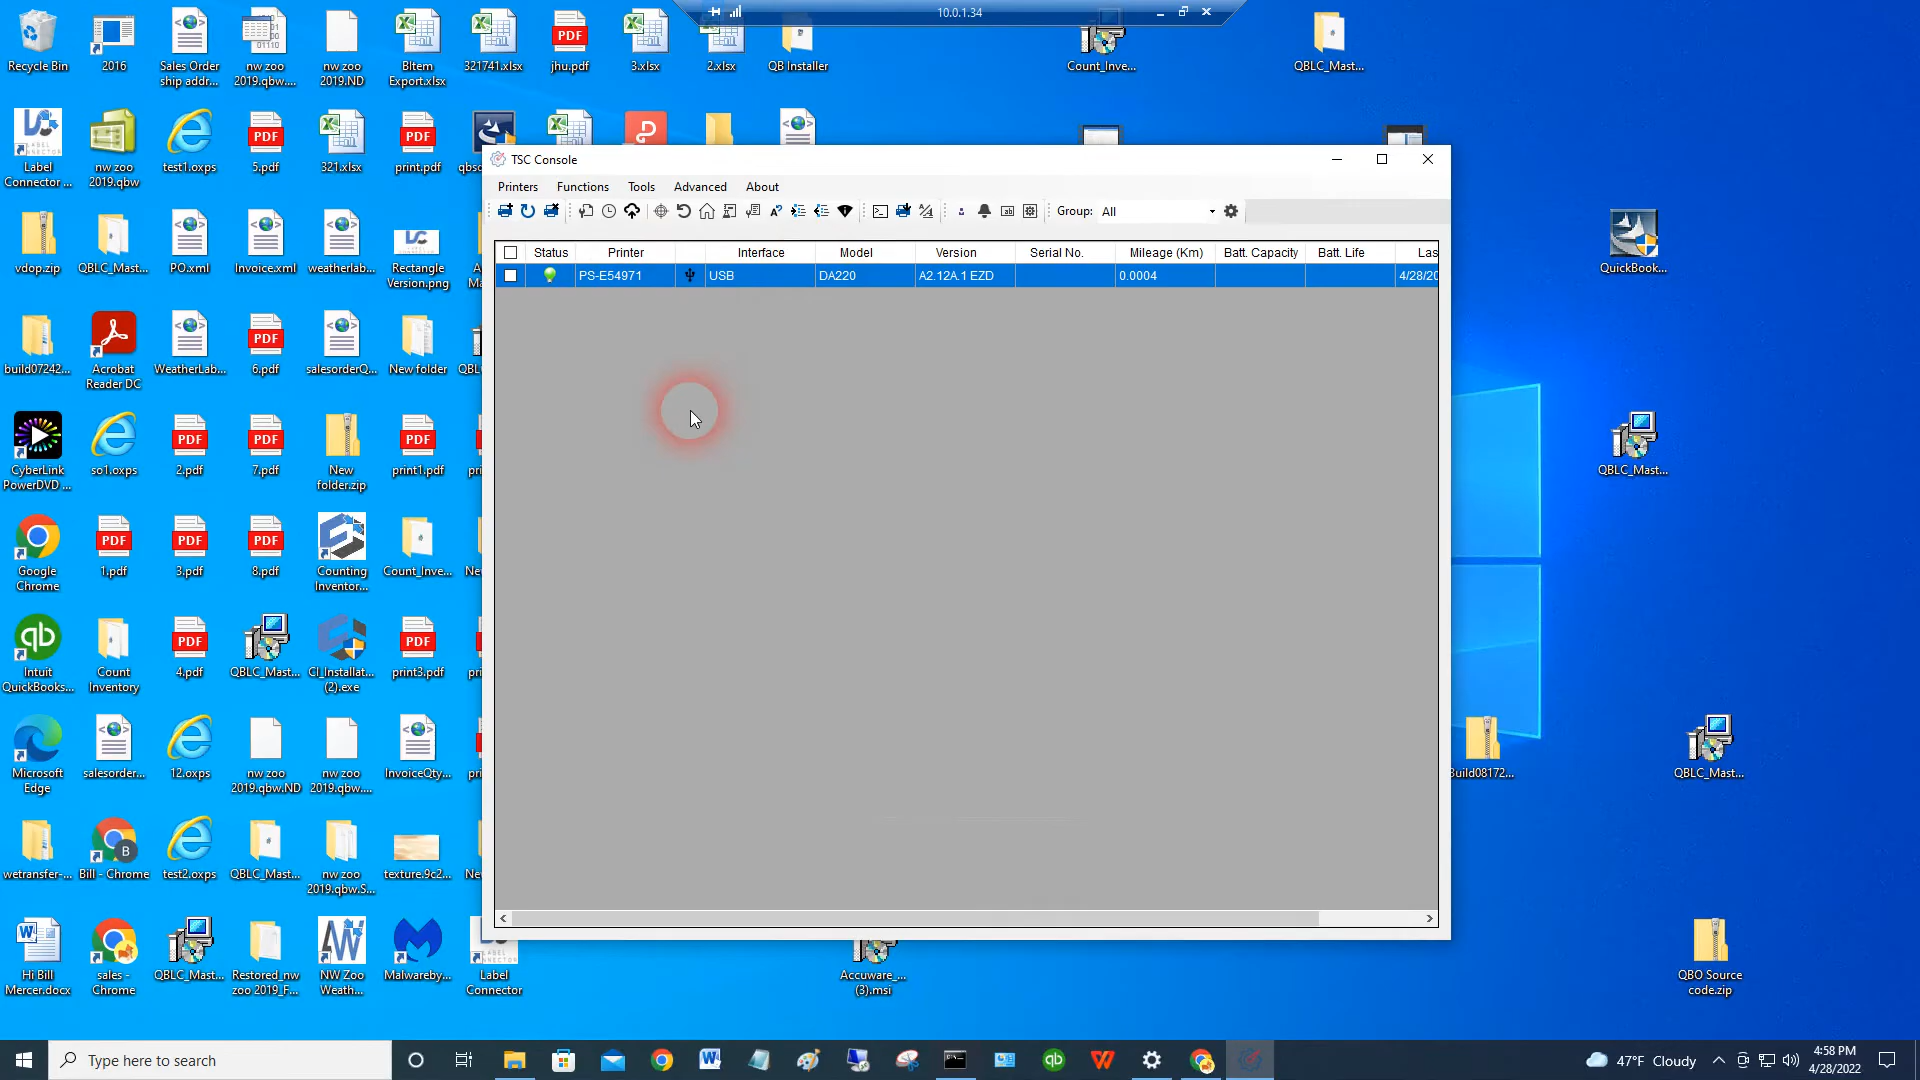 10.0.1.34
Recycle Bin
2016
Sales Order
ship addr...
nw zoo
2019.qbw....
nw zoo
2019.ND
BItem
Export.xlsx
321741.xlsx
jhu.pdf
3.xlsx
2.xlsx
QB Installer
Count_Inve...
QBLC_Mast...
Label
Connector ...
nw zoo
2019.qbw
test1.oxps
5.pdf
321.xlsx
print.pdf
TSC Console
Printers
Functions
Tools
Advanced
About
Group:
All
Status
Printer
Interface
Model
Version
Serial No.
Mileage (Km)
Batt. Capacity
Batt. Life
PS-E54971
USB
DA220
A2.12A.1 EZD
0.0004
vdop.zip
QBLC_Mast...
PO.xml
Invoice.xml
weatherlab...
Rectangle
Version.png
QuickBook...
build07242...
Acrobat
Reader DC
WeatherLab...
6.pdf
salesorderQ...
New folder
CyberLink
PowerDVD ...
so1.oxps
2.pdf
7.pdf
New
folder.zip
print1.pdf
QBLC_Mast...
Google
Chrome
1.pdf
3.pdf
8.pdf
Counting
Inventor...
Count_Inve...
Intuit
QuickBooks...
Count
Inventory
4.pdf
QBLC_Mast...
CI_Installat...
(2).exe
print3.pdf
Microsoft
Edge
salesorder...
12.oxps
nw zoo
2019.qbw.ND
nw zoo
2019.qbw....
InvoiceQty...
Build08172...
QBLC_Mast...
wetransfer-...
Bill - Chrome
test2.oxps
QBLC_Mast...
nw zoo
2019.qbw.S...
texture.9c2...
Hi Bill
Mercer.docx
sales -
Chrome
QBLC_Mast...
Restored_nw
zoo 2019_F...
NW Zoo
Weath...
Malwareby...
Label
Connector
Accuware_...
(3).msi
QBO Source
code.zip
Type here to search
47°F Cloudy
4:58 PM
4/28/2022